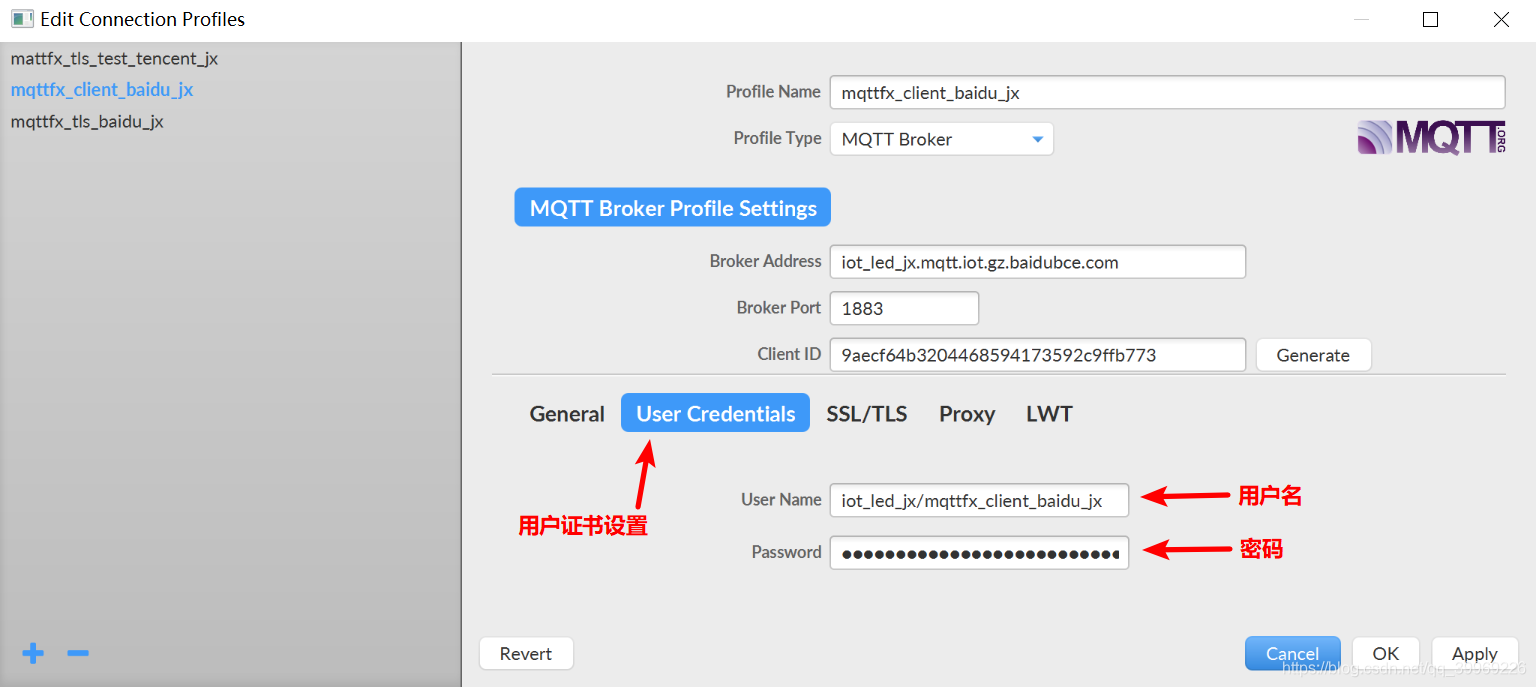 Edit Connection Profiles
mattfx_tls_test_tencent_jx
mqttfx_client_baidu_jx
mqttfx_tls_baidu_jx
Profile Name mqttfx_client_baidu_jx
Profile Type MQTT Broker
MQTT.ORG
MQTT Broker Profile Settings
Broker Address iot_led_jx.mqtt.iot.gz.baidubce.com
Broker Port 1883
Client ID 9aecf64b3204468594173592c9ffb773 Generate
General User Credentials SSL/TLS Proxy LWT
User Name iot_led_jx/mqttfx_client_baidu_jx 用户名
用户证书设置
Password ●●●●●●●●●●●●●●●●●●●●●●●●●● 密码
Revert Cancel OK Apply
https://blog.csdn.net/qq_39969226